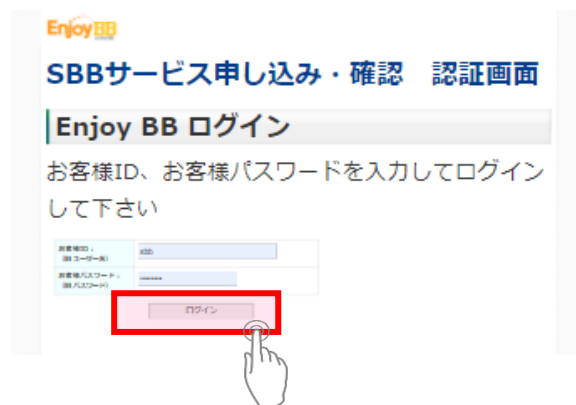 Enjoy BB
SBBサービス申し込み・確認　認証画面
Enjoy BB ログイン
お客様ID、お客様パスワードを入力してログイン
して下さい
お客様ID：
sbb
お客様パスワード：
ログイン